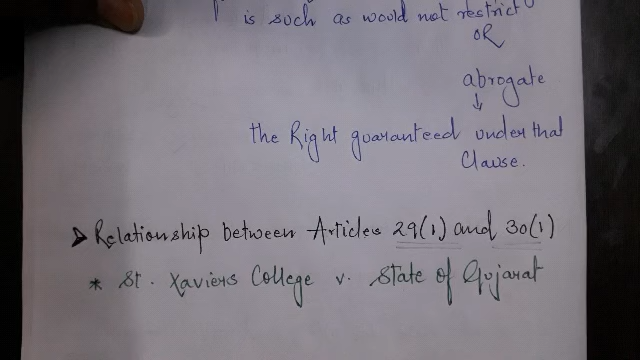 is such as would not restrict
OR
abrogate
↓
the Right guaranteed under that
Clause.
➤ Relationship between Articles 29(1) and 30(1)
* St. Xaviers College v. State of Gujarat